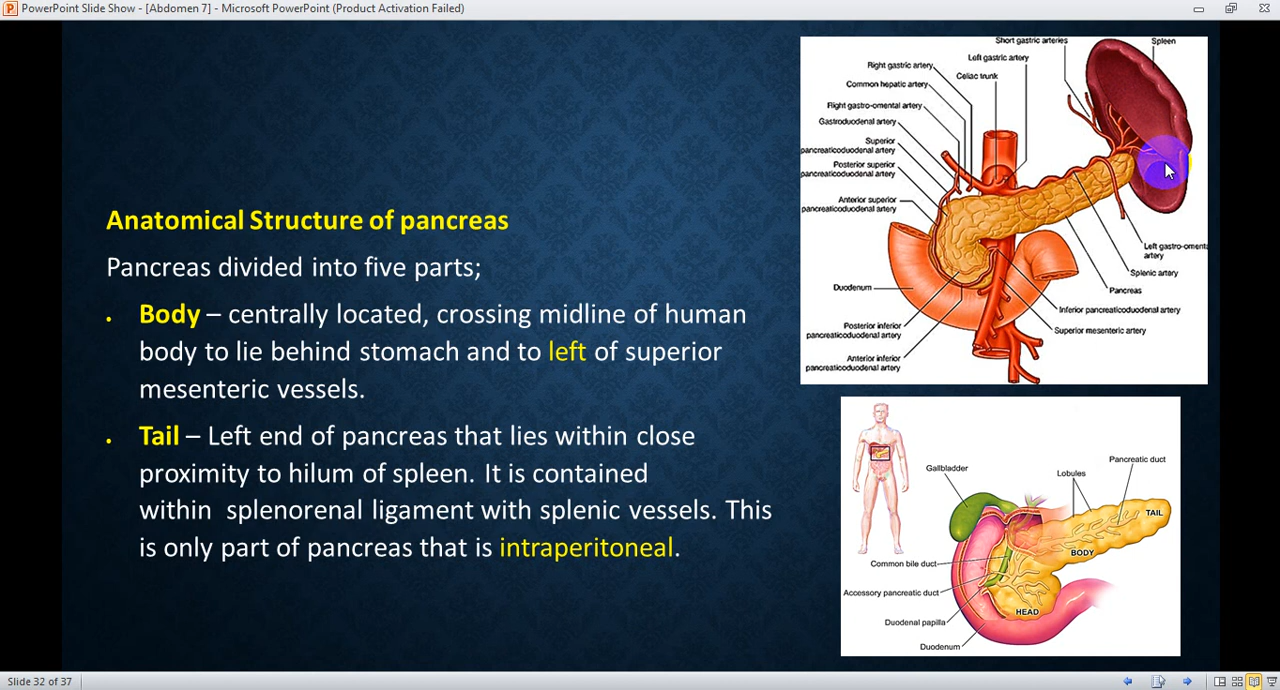 PowerPoint Slide Show - [Abdomen 7] - Microsoft PowerPoint (Product Activation Failed)
Anatomical Structure of pancreas
Pancreas divided into five parts;
• Body – centrally located, crossing midline of human
body to lie behind stomach and to left of superior
mesenteric vessels.
• Tail – Left end of pancreas that lies within close
proximity to hilum of spleen. It is contained
within splenorenal ligament with splenic vessels. This
is only part of pancreas that is intraperitoneal.
Short gastric arteries
Spleen
Left gastric artery
Right gastric artery
Celiac trunk
Common hepatic artery
Right gastro-omental artery
Gastroduodenal artery
Superior
pancreaticoduodenal artery
Posterior superior
pancreaticoduodenal artery
Anterior superior
pancreaticoduodenal artery
Left gastro-oment
artery
Splenic artery
Duodenum
Pancreas
Inferior pancreaticoduodenal artery
Posterior inferior
pancreaticoduodenal artery
Superior mesenteric artery
Anterior inferior
pancreaticoduodenal artery
Gallbladder
Lobules
Pancreatic duct
TAIL
BODY
Common bile duct
Accessory pancreatic duct
HEAD
Duodenal papilla
Duodenum
Slide 32 of 37